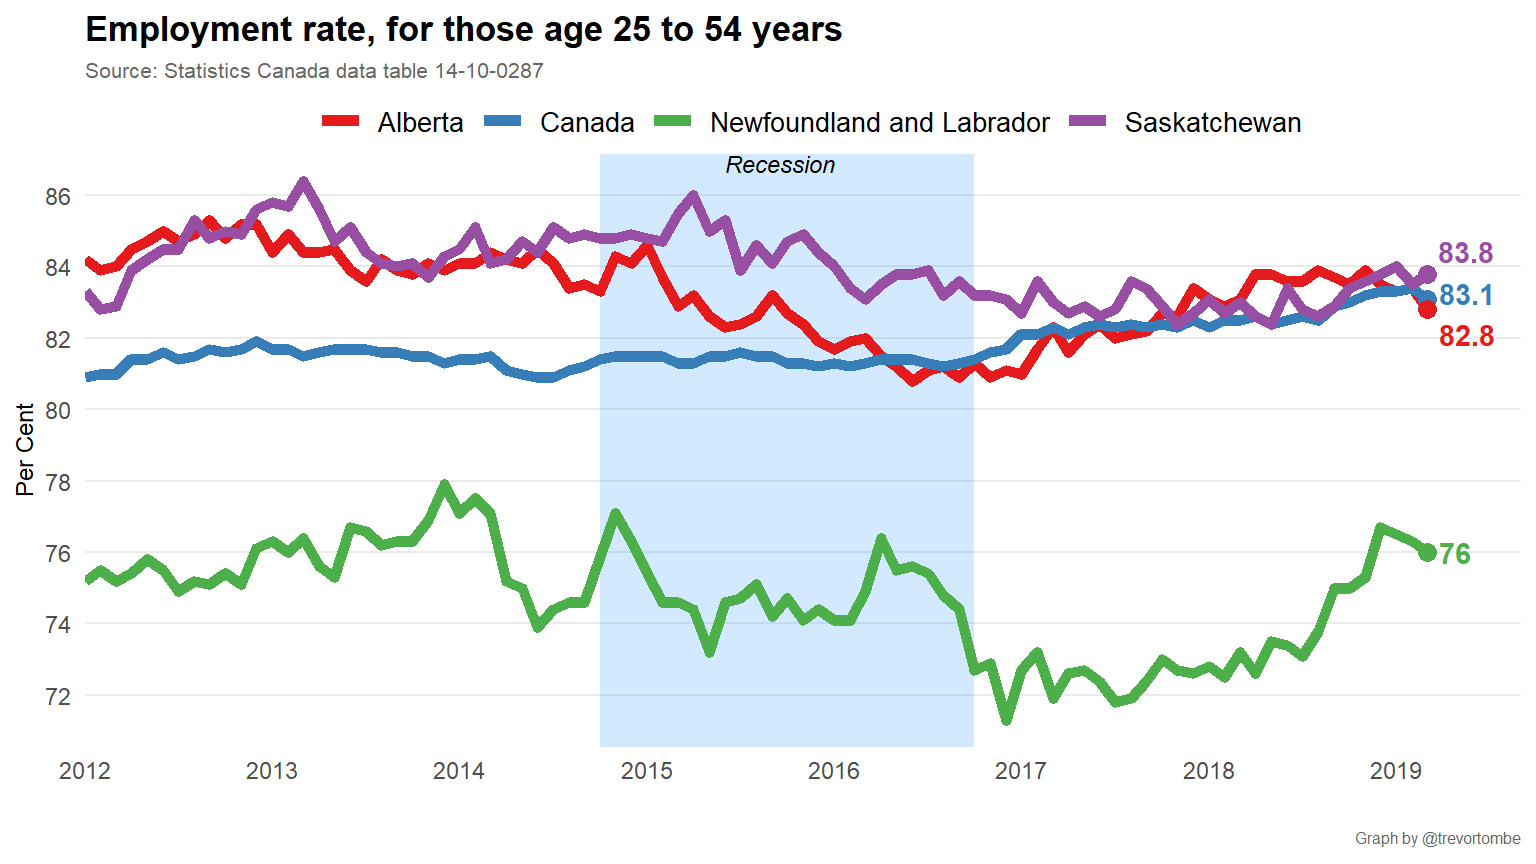 Employment rate, for those age 25 to 54 years
Source: Statistics Canada data table 14-10-0287
Alberta Canada Newfoundland and Labrador Saskatchewan
Recession
Per Cent
86
84
82
80
78
76
74
72
83.8
83.1
82.8
76
2012 2013 2014 2015 2016 2017 2018 2019
Graph by @trevortombe